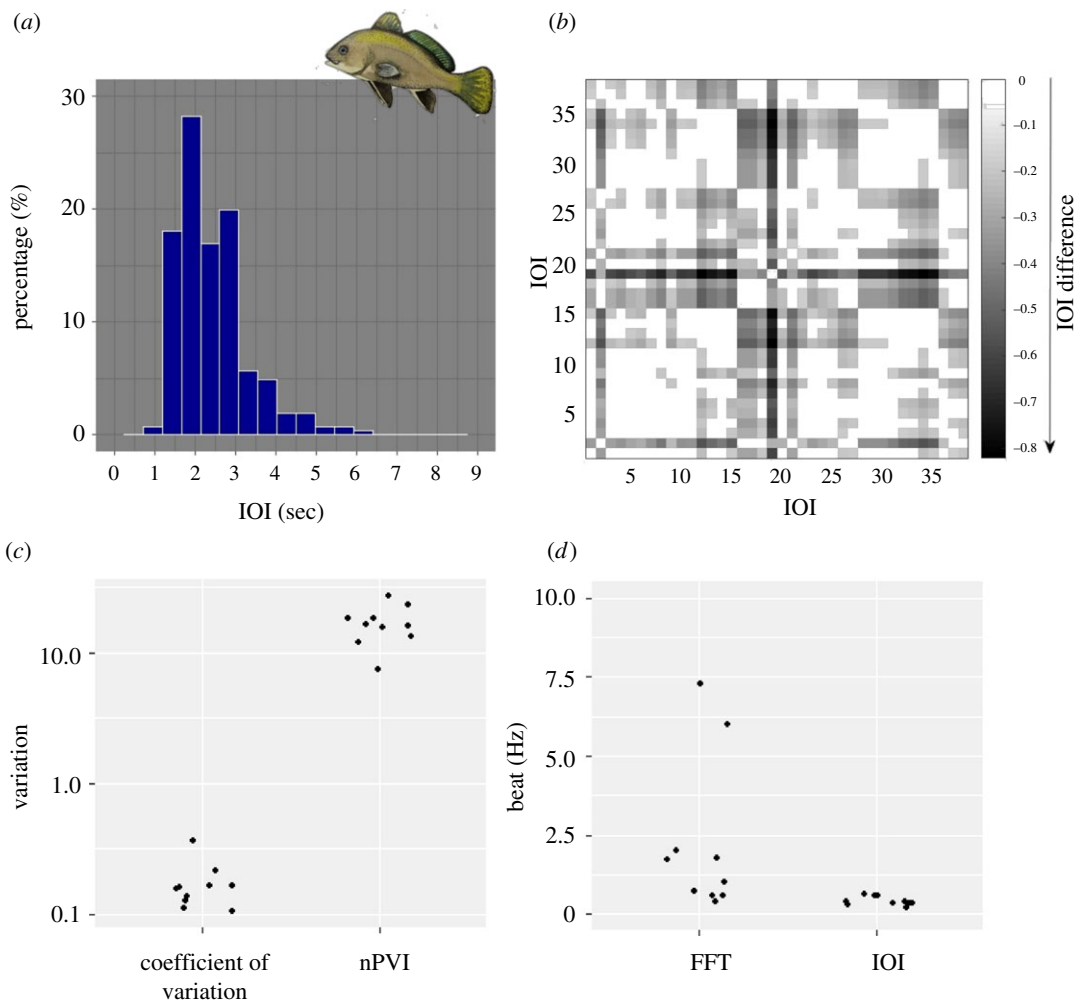 (a)
30
20
10
0
percentage (%)
0 1 2 3 4 5 6 7 8 9
IOI (sec)
(b)
35
30
25
20
15
10
5
IOI
5 10 15 20 25 30 35
IOI
0
–0.1
–0.2
–0.3
–0.4
–0.5
–0.6
–0.7
–0.8
IOI difference
(c)
10.0
1.0
0.1
variation
coefficient of
variation
nPVI
(d)
10.0
7.5
5.0
2.5
0
beat (Hz)
FFT IOI